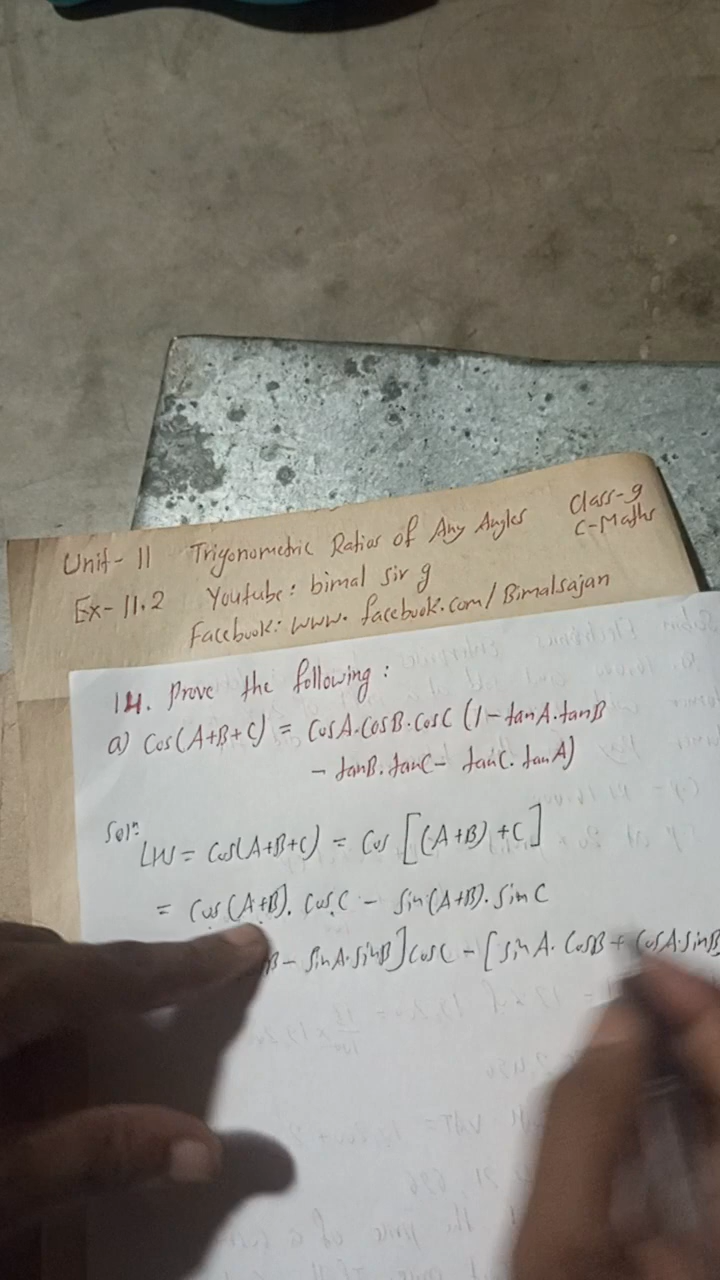 Unit- 11 Trigonometric Ratios of Any Angles Class-9
C-Maths
Ex- 11.2 Youtube: bimal sir g
Facebook: www. facebook.com/Bimalsajan
14. Prove the following:
a) Cos(A+B+C) = CosA.CosB.CosC (1-tanA.tanB
- tanB.tanC- tanC.tanA)
Solⁿ:
LHS = Cos(A+B+C) = Cos [(A+B) +C]
= Cos(A+B). Cos.C - Sin(A+B).SinC
B- SinA.SinB]CosC - [SinA. CosB + CosA.SinB